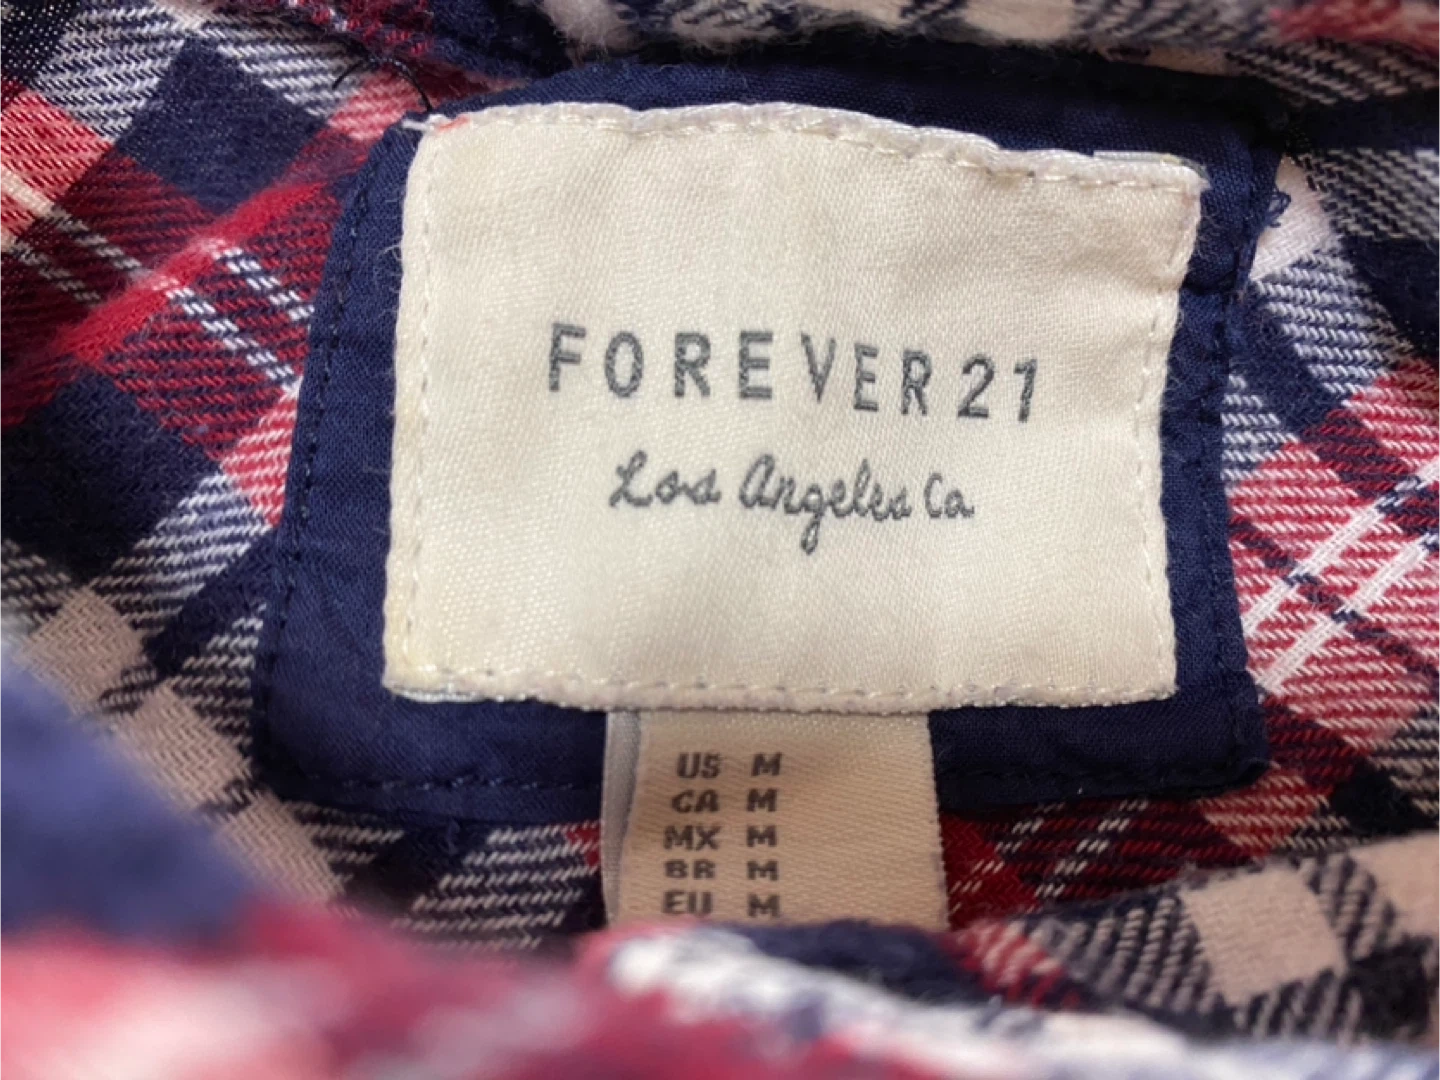 FOREVER 21
Los Angeles Ca
US M
CA M
MX M
BR M
EU M